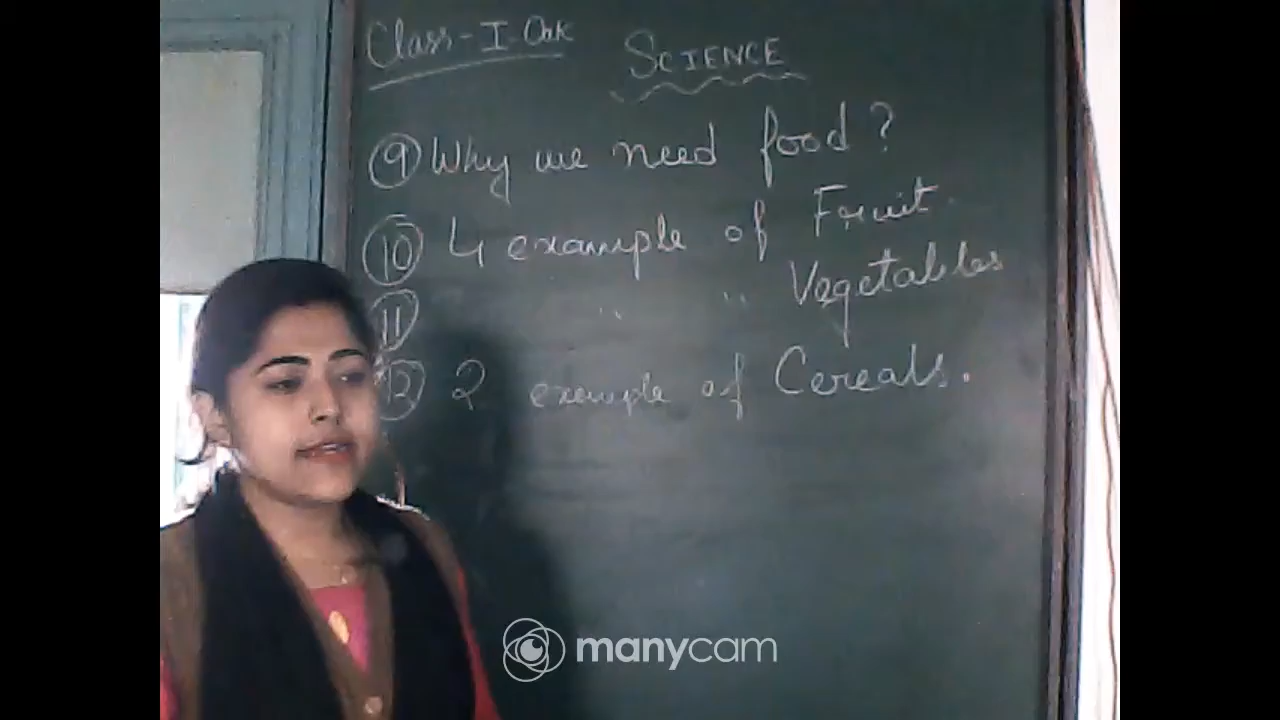 Class - I - Oak
SCIENCE
9 Why we need food?
10 4 example of Fruit.
11 " " Vegetables
12 2 exemple of Cereals.
manycam